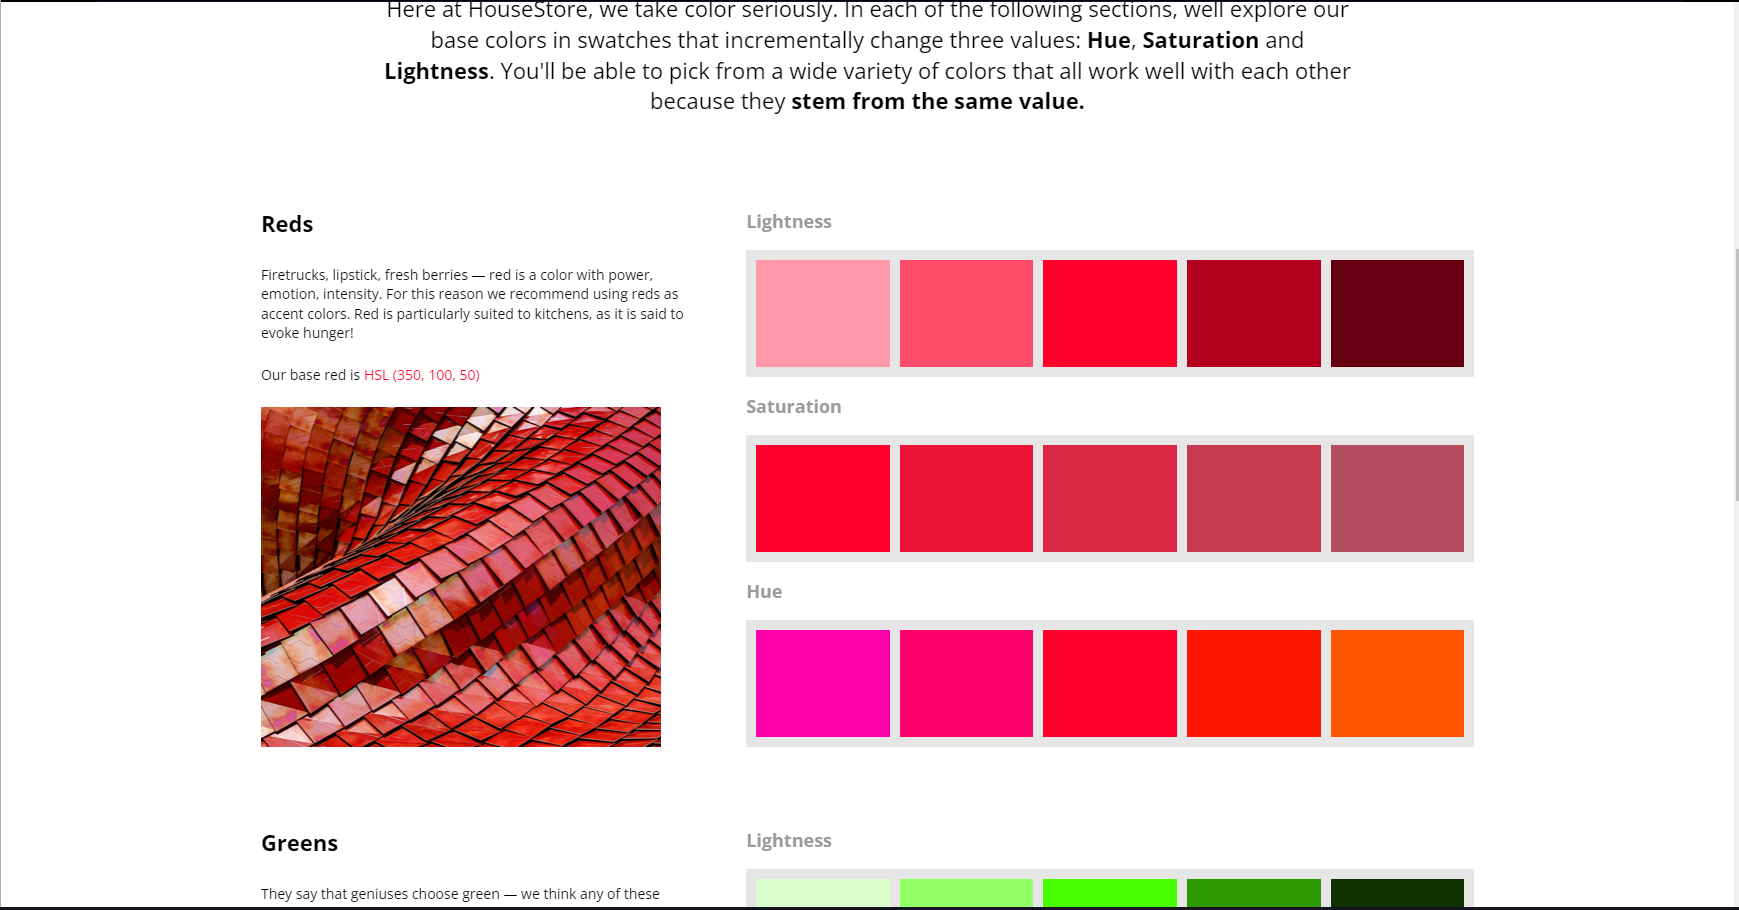 Here at HouseStore, we take color seriously. In each of the following sections, well explore our
base colors in swatches that incrementally change three values: Hue, Saturation and
Lightness. You'll be able to pick from a wide variety of colors that all work well with each other
because they stem from the same value.
Reds
Firetrucks, lipstick, fresh berries — red is a color with power,
emotion, intensity. For this reason we recommend using reds as
accent colors. Red is particularly suited to kitchens, as it is said to
evoke hunger!
Our base red is HSL (350, 100, 50)
Lightness
Saturation
Hue
Greens
They say that geniuses choose green — we think any of these
Lightness